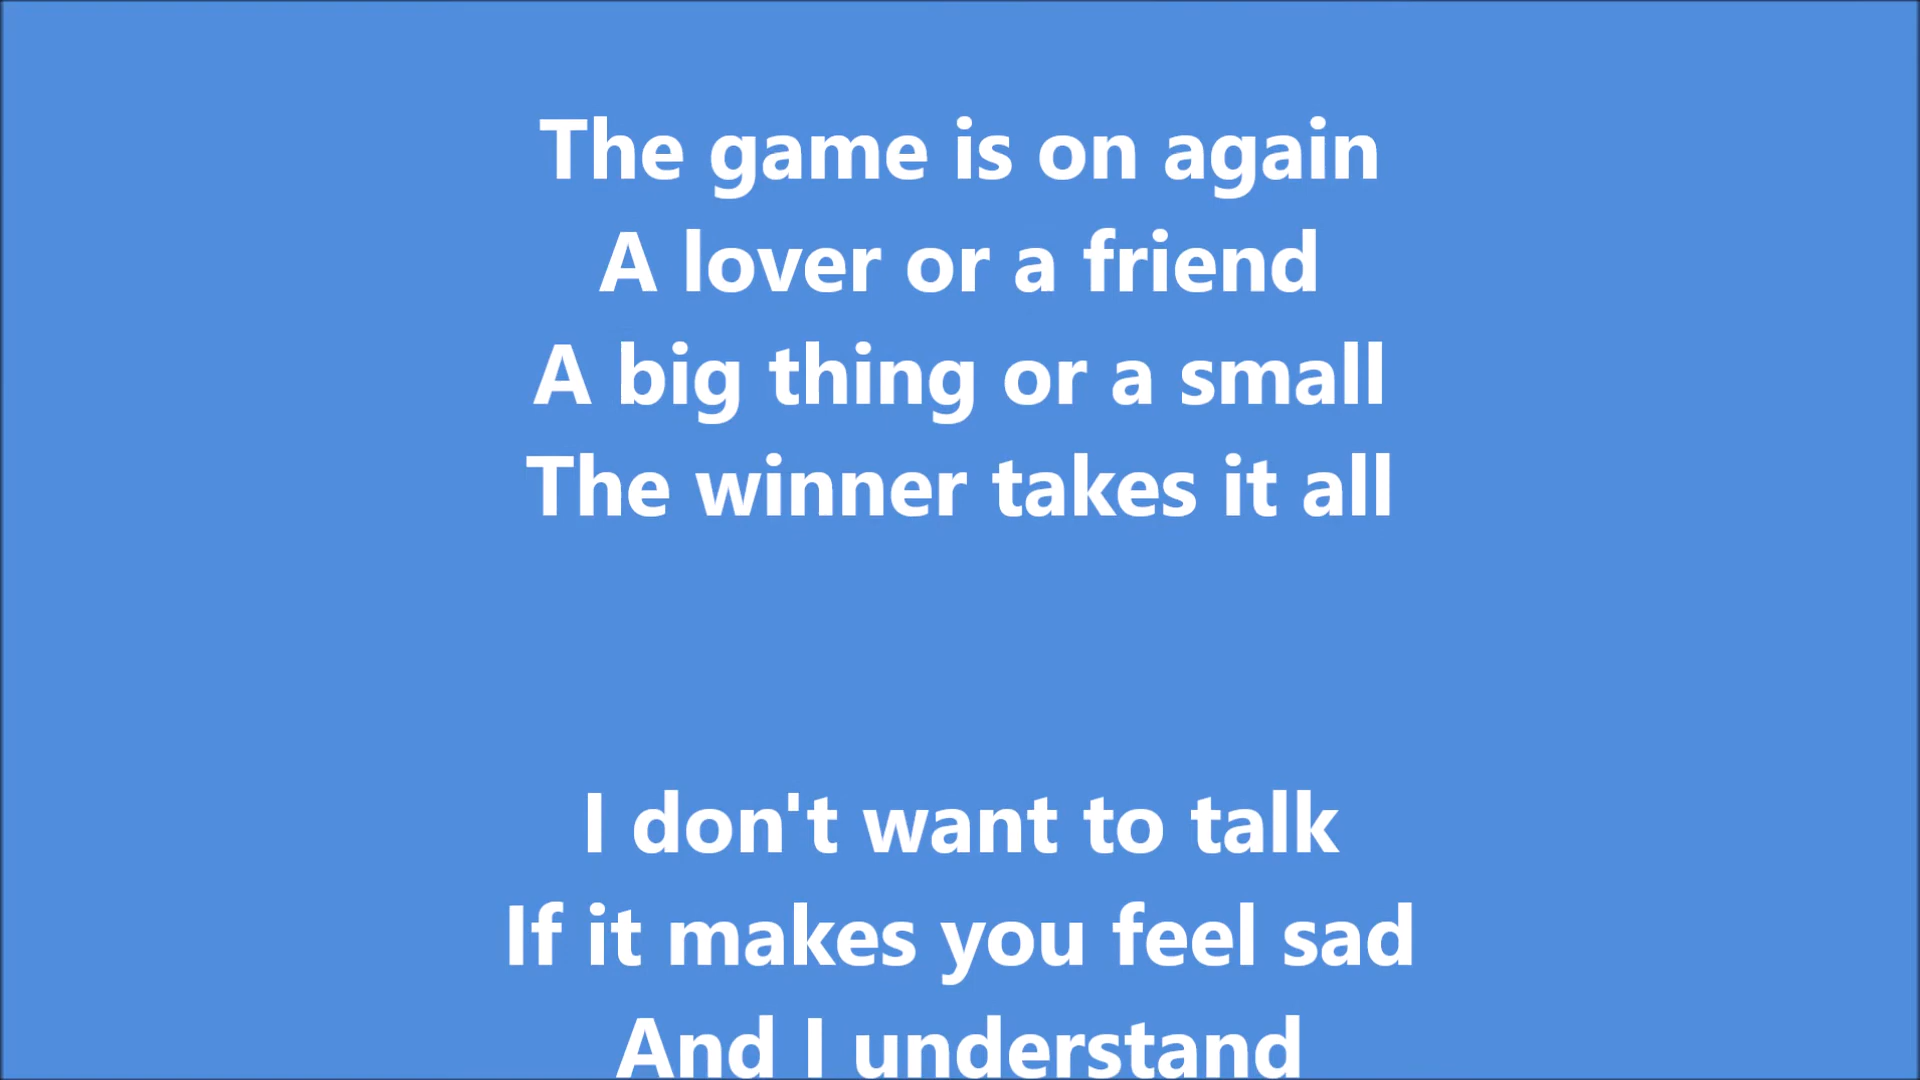 The game is on again
A lover or a friend
A big thing or a small
The winner takes it all
I don't want to talk
If it makes you feel sad
And I understand